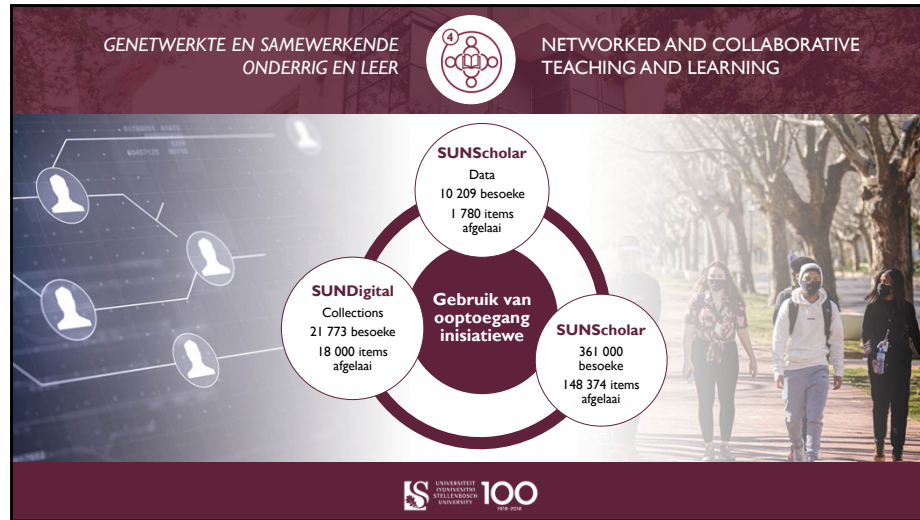 GENETWERKTE EN SAMEWERKENDE
ONDERRIG EN LEER
4
NETWORKED AND COLLABORATIVE
TEACHING AND LEARNING
SUNScholar
Data
10 209 besoeke
1 780 items
afgelaai
SUNDigital
Collections
21 773 besoeke
18 000 items
afgelaai
Gebruik van
ooptoegang
inisiatiewe
SUNScholar
361 000
besoeke
148 374 items
afgelaai
UNIVERSITEIT
IYUNIVESITHI
STELLENBOSCH
UNIVERSITY
100
1918-2018